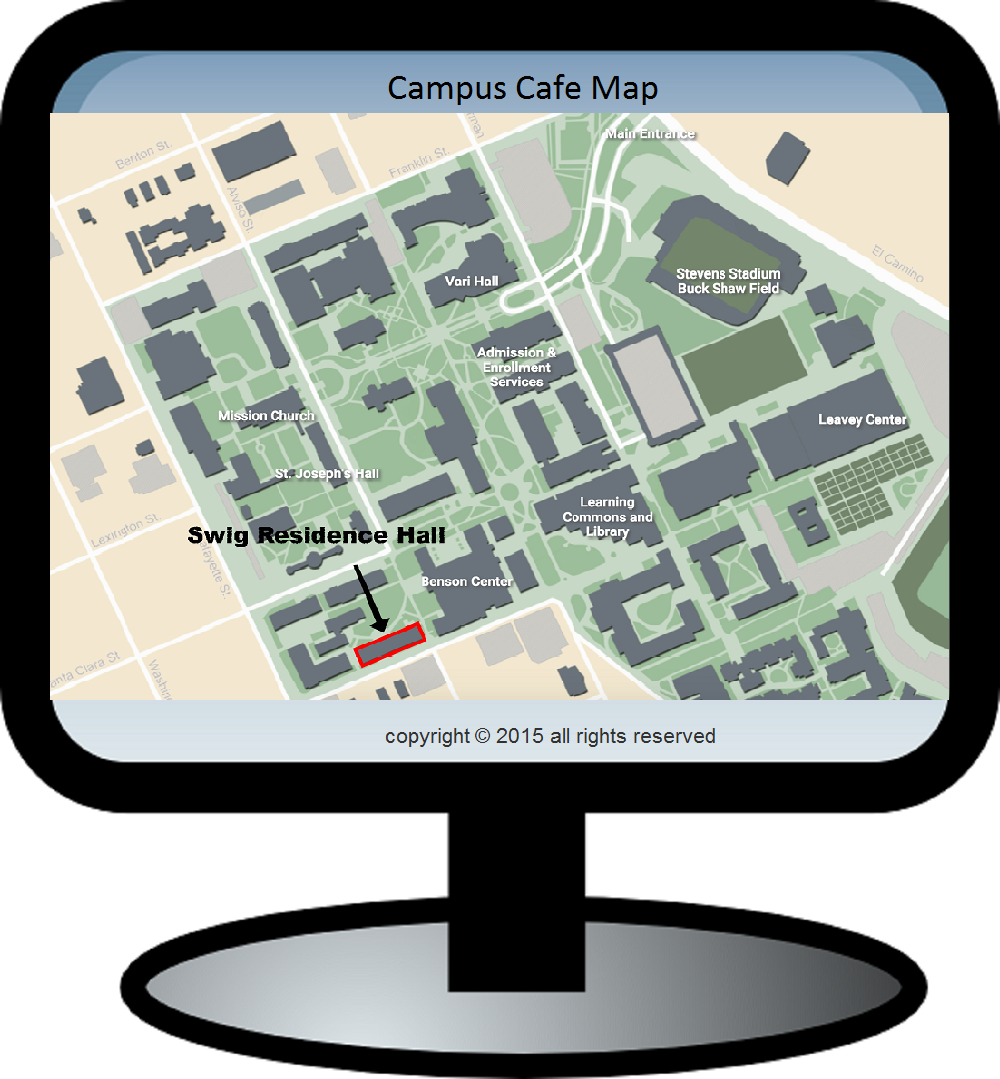 Campus Cafe Map
Main Entrance
Benton St.
Franklin St.
Alviso St.
El Camino
Vari Hall
Stevens Stadium
Buck Shaw Field
Admission &
Enrollment
Services
Mission Church
Leavey Center
St. Joseph's Hall
Learning
Commons and
Library
Lexington St.
Swig Residence Hall
Lafayette St.
Benson Center
onta Clara St.
Washin
copyright © 2015 all rights reserved